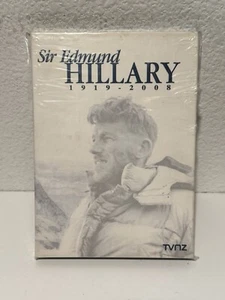 Sir Edmund
HILLARY
1919-2008
TVNZ